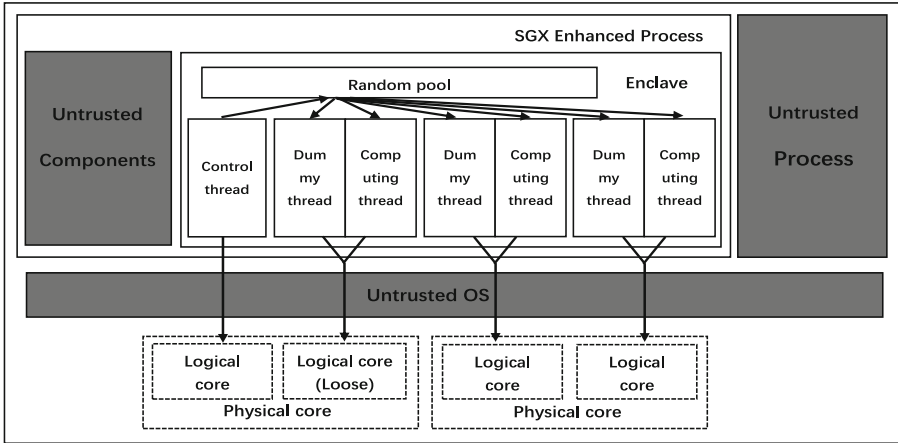 SGX Enhanced Process
Untrusted
Components
Random pool
Enclave
Untrusted
Process
Control
thread
Dum
my
thread
Comp
uting
thread
Dum
my
thread
Comp
uting
thread
Dum
my
thread
Comp
uting
thread
Untrusted OS
Logical
core
Logical core
(Loose)
Physical core
Logical
core
Logical
core
Physical core